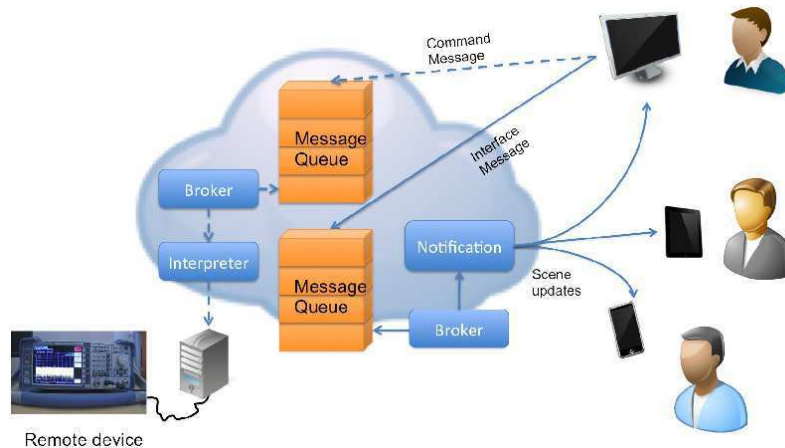 Command
Message
Message
Queue
Interface
Message
Broker
Interpreter
Message
Queue
Notification
Scene
updates
Broker
Remote device